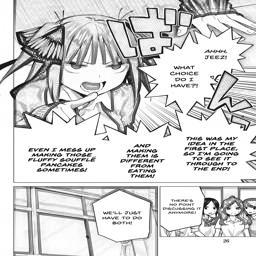 ば
AHHH,
JEEZ!
WHAT
CHOICE
DO I
HAVE?!
THIS WAS MY
IDEA IN THE
FIRST PLACE,
SO I'M GOING
TO SEE IT
THROUGH TO
THE END!
AND
MAKING
THEM IS
DIFFERENT
FROM
EATING
THEM!
EVEN I MESS UP
MAKING THOSE
FLUFFY SOUFFLÉ
PANCAKES
SOMETIMES!
THERE'S
NO POINT
DISCUSSING IT
ANYMORE!
WE'LL JUST
HAVE TO
DO BOTH!
26